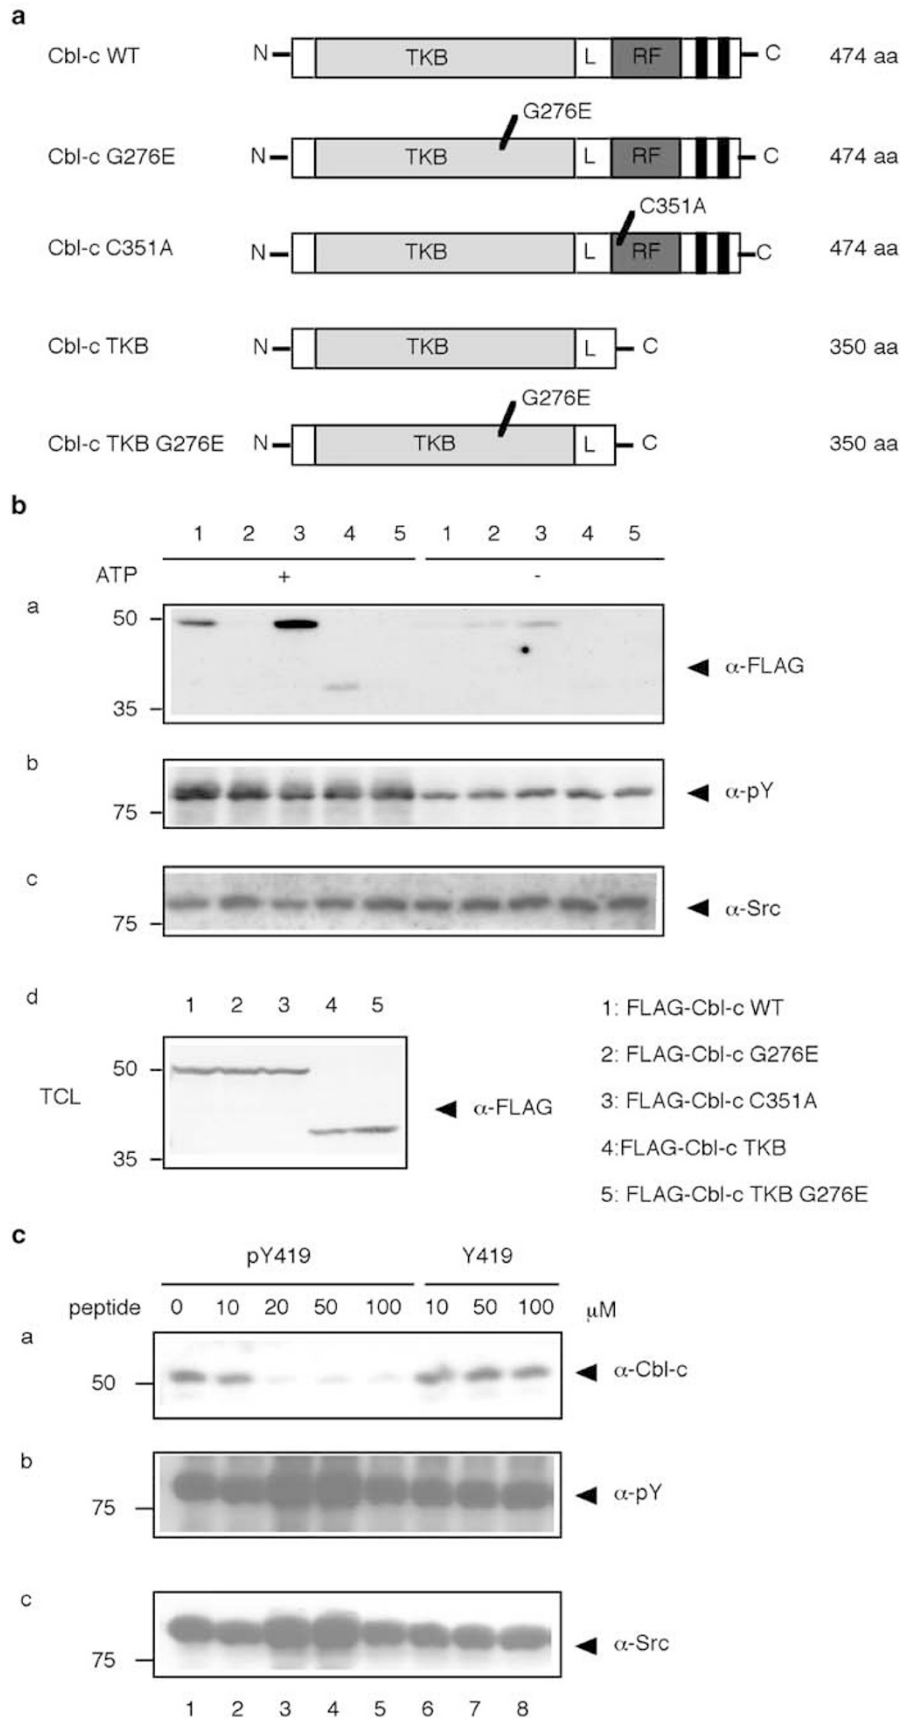 a
Cbl-c WT N TKB L RF C 474 aa
G276E
Cbl-c G276E N TKB L RF C 474 aa
C351A
Cbl-c C351A N TKB L RF C 474 aa
Cbl-c TKB N TKB L C 350 aa
G276E
Cbl-c TKB G276E N TKB L C 350 aa
b
1 2 3 4 5 1 2 3 4 5
ATP + -
a
50
α-FLAG
35
b
α-pY
75
c
α-Src
75
d
1 2 3 4 5
50
TCL
α-FLAG
35
1: FLAG-Cbl-c WT
2: FLAG-Cbl-c G276E
3: FLAG-Cbl-c C351A
4:FLAG-Cbl-c TKB
5: FLAG-Cbl-c TKB G276E
c
pY419 Y419
peptide 0 10 20 50 100 10 50 100 μM
a
α-Cbl-c
50
b
α-pY
75
c
α-Src
75
1 2 3 4 5 6 7 8